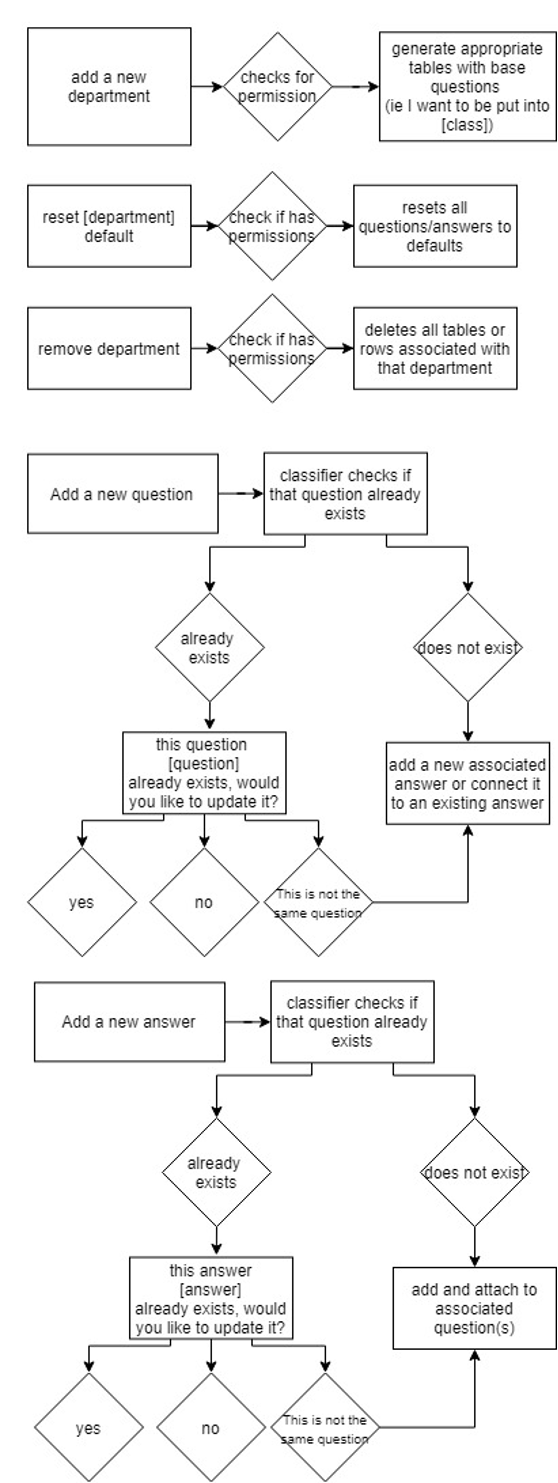 add a new
department
checks for
permission
generate appropriate
tables with base
questions
(ie I want to be put into
[class])
reset [department]
default
check if has
permissions
resets all
questions/answers to
defaults
remove department
check if has
permissions
deletes all tables or
rows associated with
that department
Add a new question
classifier checks if
that question already
exists
already
exists
does not exist
this question
[question]
already exists, would
you like to update it?
add a new associated
answer or connect it
to an existing answer
yes
no
This is not the
same question
Add a new answer
classifier checks if
that question already
exists
already
exists
does not exist
this answer
[answer]
already exists, would
you like to update it?
add and attach to
associated
question(s)
yes
no
This is not the
same question